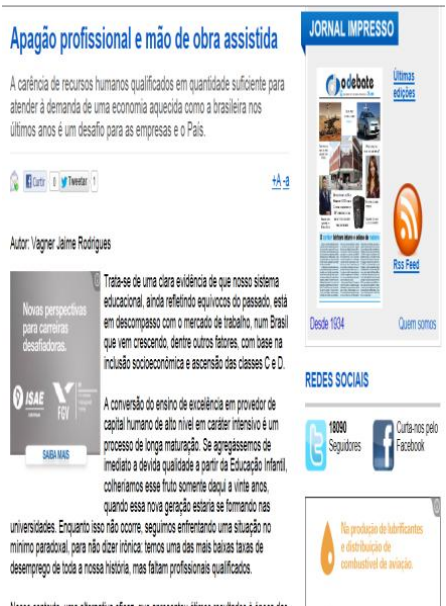 Apagão profissional e mão de obra assistida
A carência de recursos humanos qualificados em quantidade suficiente para
atender à demanda de uma economia aquecida como a brasileira nos
últimos anos é um desafio para as empresas e o País.
Curtir 0 Tweetar 1
+A -a
Autor: Vagner Jaime Rodrigues
Novas perspectivas
para carreiras
desafiadoras.
ISAE
FGV
SAIBA MAIS
Trata-se de uma clara evidência de que nosso sistema
educacional, ainda refletindo equívocos do passado, está
em descompasso com o mercado de trabalho, num Brasil
que vem crescendo, dentre outros fatores, com base na
inclusão socioeconômica e ascensão das classes C e D.
A conversão do ensino de excelência em provedor de
capital humano de alto nível em caráter intensivo é um
processo de longa maturação. Se agregássemos de
imediato a devida qualidade a partir da Educação Infantil,
colheríamos esse fruto somente daqui a vinte anos,
quando essa nova geração estaria se formando nas
universidades. Enquanto isso não ocorre, seguimos enfrentando uma situação no
mínimo paradoxal, para não dizer irônica: temos uma das mais baixas taxas de
desemprego de toda a nossa história, mas faltam profissionais qualificados.
JORNAL IMPRESSO
odebate
Últimas
edições
Rss Feed
Desde 1934
Quem somos
REDES SOCIAIS
18090
Seguidores
Curta-nos pelo
Facebook
Na produção de lubrificantes
e distribuição de
combustível de aviação.